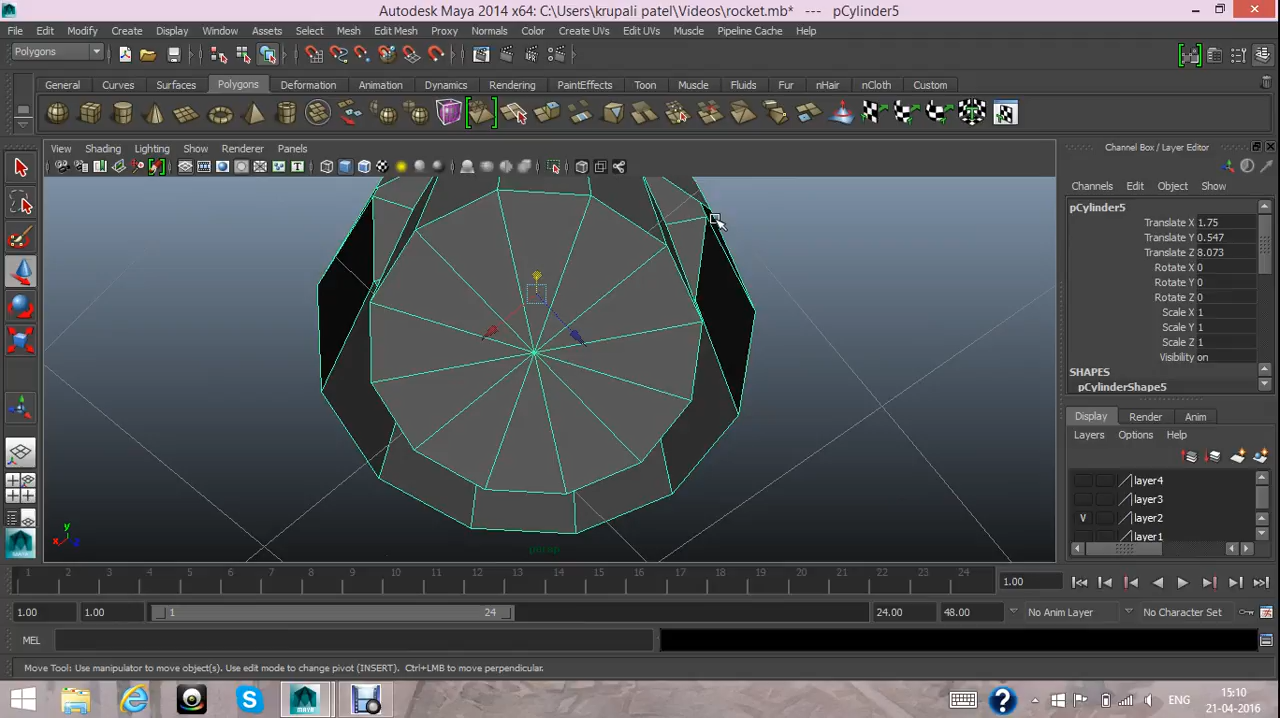 Autodesk Maya 2014 x64: C:\Users\krupali patel\Videos\rocket.mb* --- pCylinder5
File Edit Modify Create Display Window Assets Select Mesh Edit Mesh Proxy Normals Color Create UVs Edit UVs Muscle Pipeline Cache Help
Polygons
General Curves Surfaces Polygons Deformation Animation Dynamics Rendering PaintEffects Toon Muscle Fluids Fur nHair nCloth Custom
View Shading Lighting Show Renderer Panels
Channel Box / Layer Editor
Channels Edit Object Show
pCylinder5
Translate X 1.75
Translate Y 0.547
Translate Z 8.073
Rotate X 0
Rotate Y 0
Rotate Z 0
Scale X 1
Scale Y 1
Scale Z 1
Visibility on
SHAPES
pCylinderShape5
Display Render Anim
Layers Options Help
layer4
layer3
V layer2
layer1
y
x z
persp
1 2 3 4 5 6 7 8 9 10 11 12 13 14 15 16 17 18 19 20 21 22 23 24
1.00
1.00 1.00 1 24 24.00 48.00 No Anim Layer No Character Set
MEL
Move Tool: Use manipulator to move object(s). Use edit mode to change pivot (INSERT). Ctrl+LMB to move perpendicular.
ENG
15:10
21-04-2016